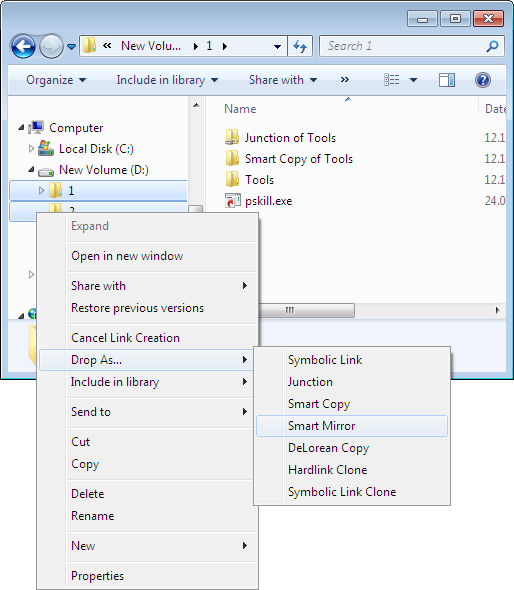 « New Volu... 1
Search 1
Organize Include in library Share with »
Name Date
Computer
Local Disk (C:)
New Volume (D:)
1
2
Junction of Tools 12.1
Smart Copy of Tools 12.1
Tools 12.1
pskill.exe 24.0
Expand
Open in new window
Share with
Restore previous versions
Cancel Link Creation
Drop As...
Include in library
Send to
Cut
Copy
Delete
Rename
New
Properties
Symbolic Link
Junction
Smart Copy
Smart Mirror
DeLorean Copy
Hardlink Clone
Symbolic Link Clone